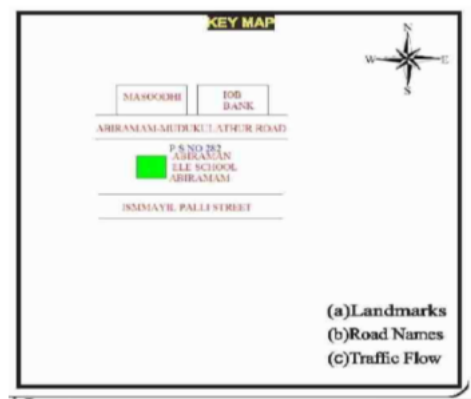 KEY MAP
N
W E
S
MASOODHI
IOB
BANK
ABIRAMAM-MUDUKULATHUR ROAD
P.S NO 282
ABIRAMAN
ELE SCHOOL
ABIRAMAM
ISMMAYIL PALLI STREET
(a)Landmarks
(b)Road Names
(c)Traffic Flow